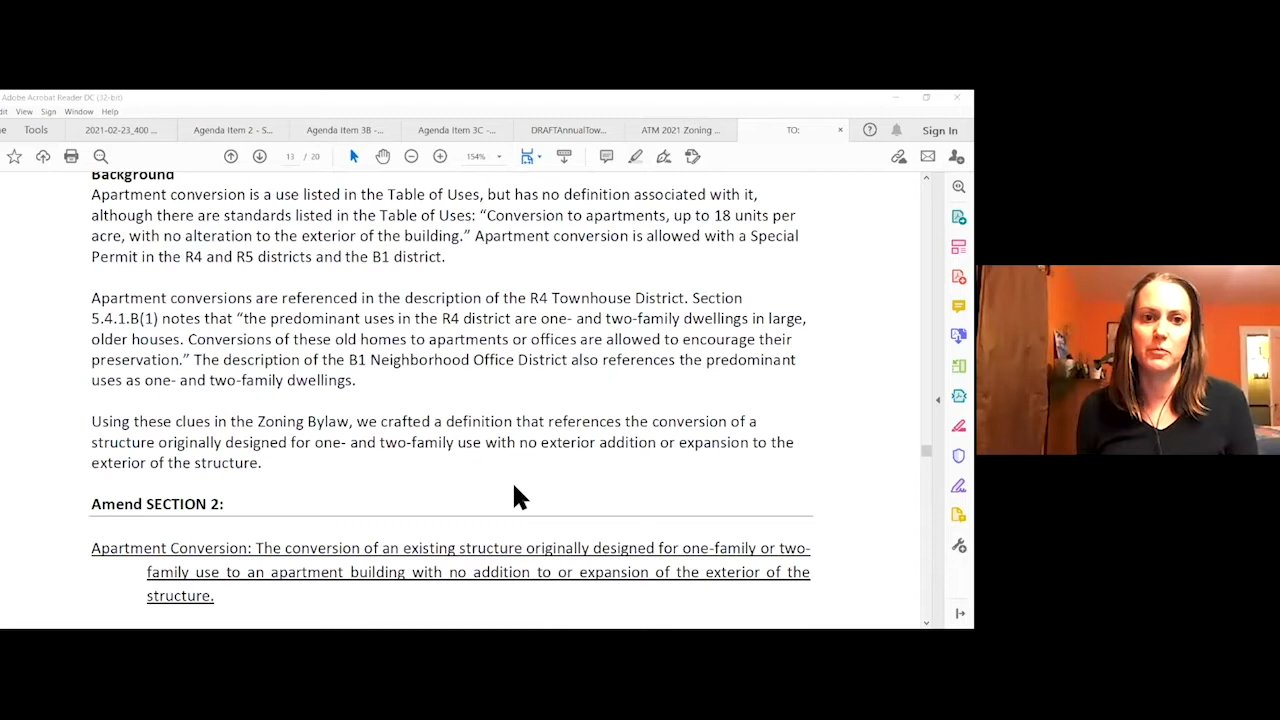 Adobe Acrobat Reader DC (32-bit)
dit View Sign Window Help
ne Tools 2021-02-23_400 ... Agenda Item 2 - S... Agenda Item 3B -... Agenda Item 3C -... DRAFTAnnualTow... ATM 2021 Zoning ... TO: × Sign In
13 / 20 154%
Background
Apartment conversion is a use listed in the Table of Uses, but has no definition associated with it,
although there are standards listed in the Table of Uses: “Conversion to apartments, up to 18 units per
acre, with no alteration to the exterior of the building.” Apartment conversion is allowed with a Special
Permit in the R4 and R5 districts and the B1 district.
Apartment conversions are referenced in the description of the R4 Townhouse District. Section
5.4.1.B(1) notes that “the predominant uses in the R4 district are one- and two-family dwellings in large,
older houses. Conversions of these old homes to apartments or offices are allowed to encourage their
preservation.” The description of the B1 Neighborhood Office District also references the predominant
uses as one- and two-family dwellings.
Using these clues in the Zoning Bylaw, we crafted a definition that references the conversion of a
structure originally designed for one- and two-family use with no exterior addition or expansion to the
exterior of the structure.
Amend SECTION 2:
Apartment Conversion: The conversion of an existing structure originally designed for one-family or two-
family use to an apartment building with no addition to or expansion of the exterior of the
structure.